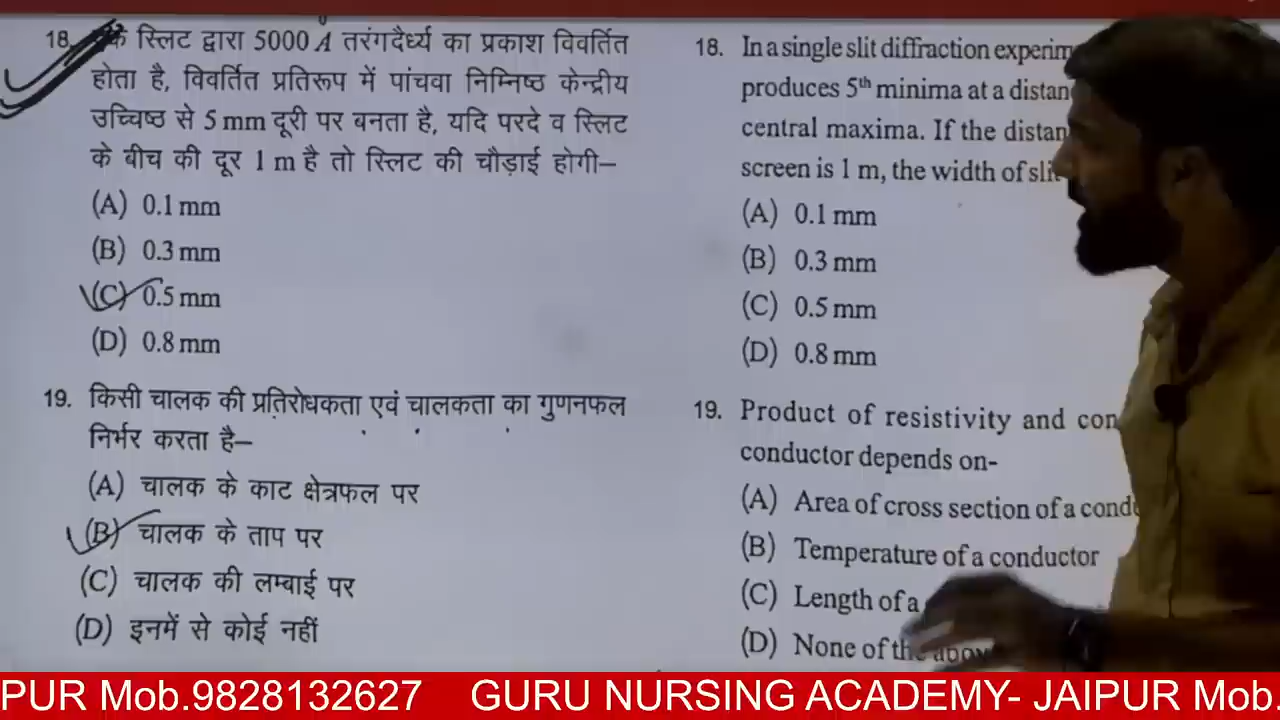 18. एक स्लिट द्वारा 5000 Å तरंगदैर्ध्य का प्रकाश विवर्तित
होता है, विवर्तित प्रतिरूप में पांचवा निम्निष्ठ केन्द्रीय
उच्चिष्ठ से 5 mm दूरी पर बनता है, यदि परदे व स्लिट
के बीच की दूर 1 m है तो स्लिट की चौड़ाई होगी–
(A) 0.1 mm
(B) 0.3 mm
(C) 0.5 mm
(D) 0.8 mm
19. किसी चालक की प्रतिरोधकता एवं चालकता का गुणनफल
निर्भर करता है–
(A) चालक के काट क्षेत्रफल पर
(B) चालक के ताप पर
(C) चालक की लम्बाई पर
(D) इनमें से कोई नहीं
18. In a single slit diffraction experim
produces 5th minima at a distan
central maxima. If the distan
screen is 1 m, the width of slit
(A) 0.1 mm
(B) 0.3 mm
(C) 0.5 mm
(D) 0.8 mm
19. Product of resistivity and con
conductor depends on-
(A) Area of cross section of a cond
(B) Temperature of a conductor
(C) Length of a
(D) None of the above
PUR Mob.9828132627 GURU NURSING ACADEMY- JAIPUR Mob.